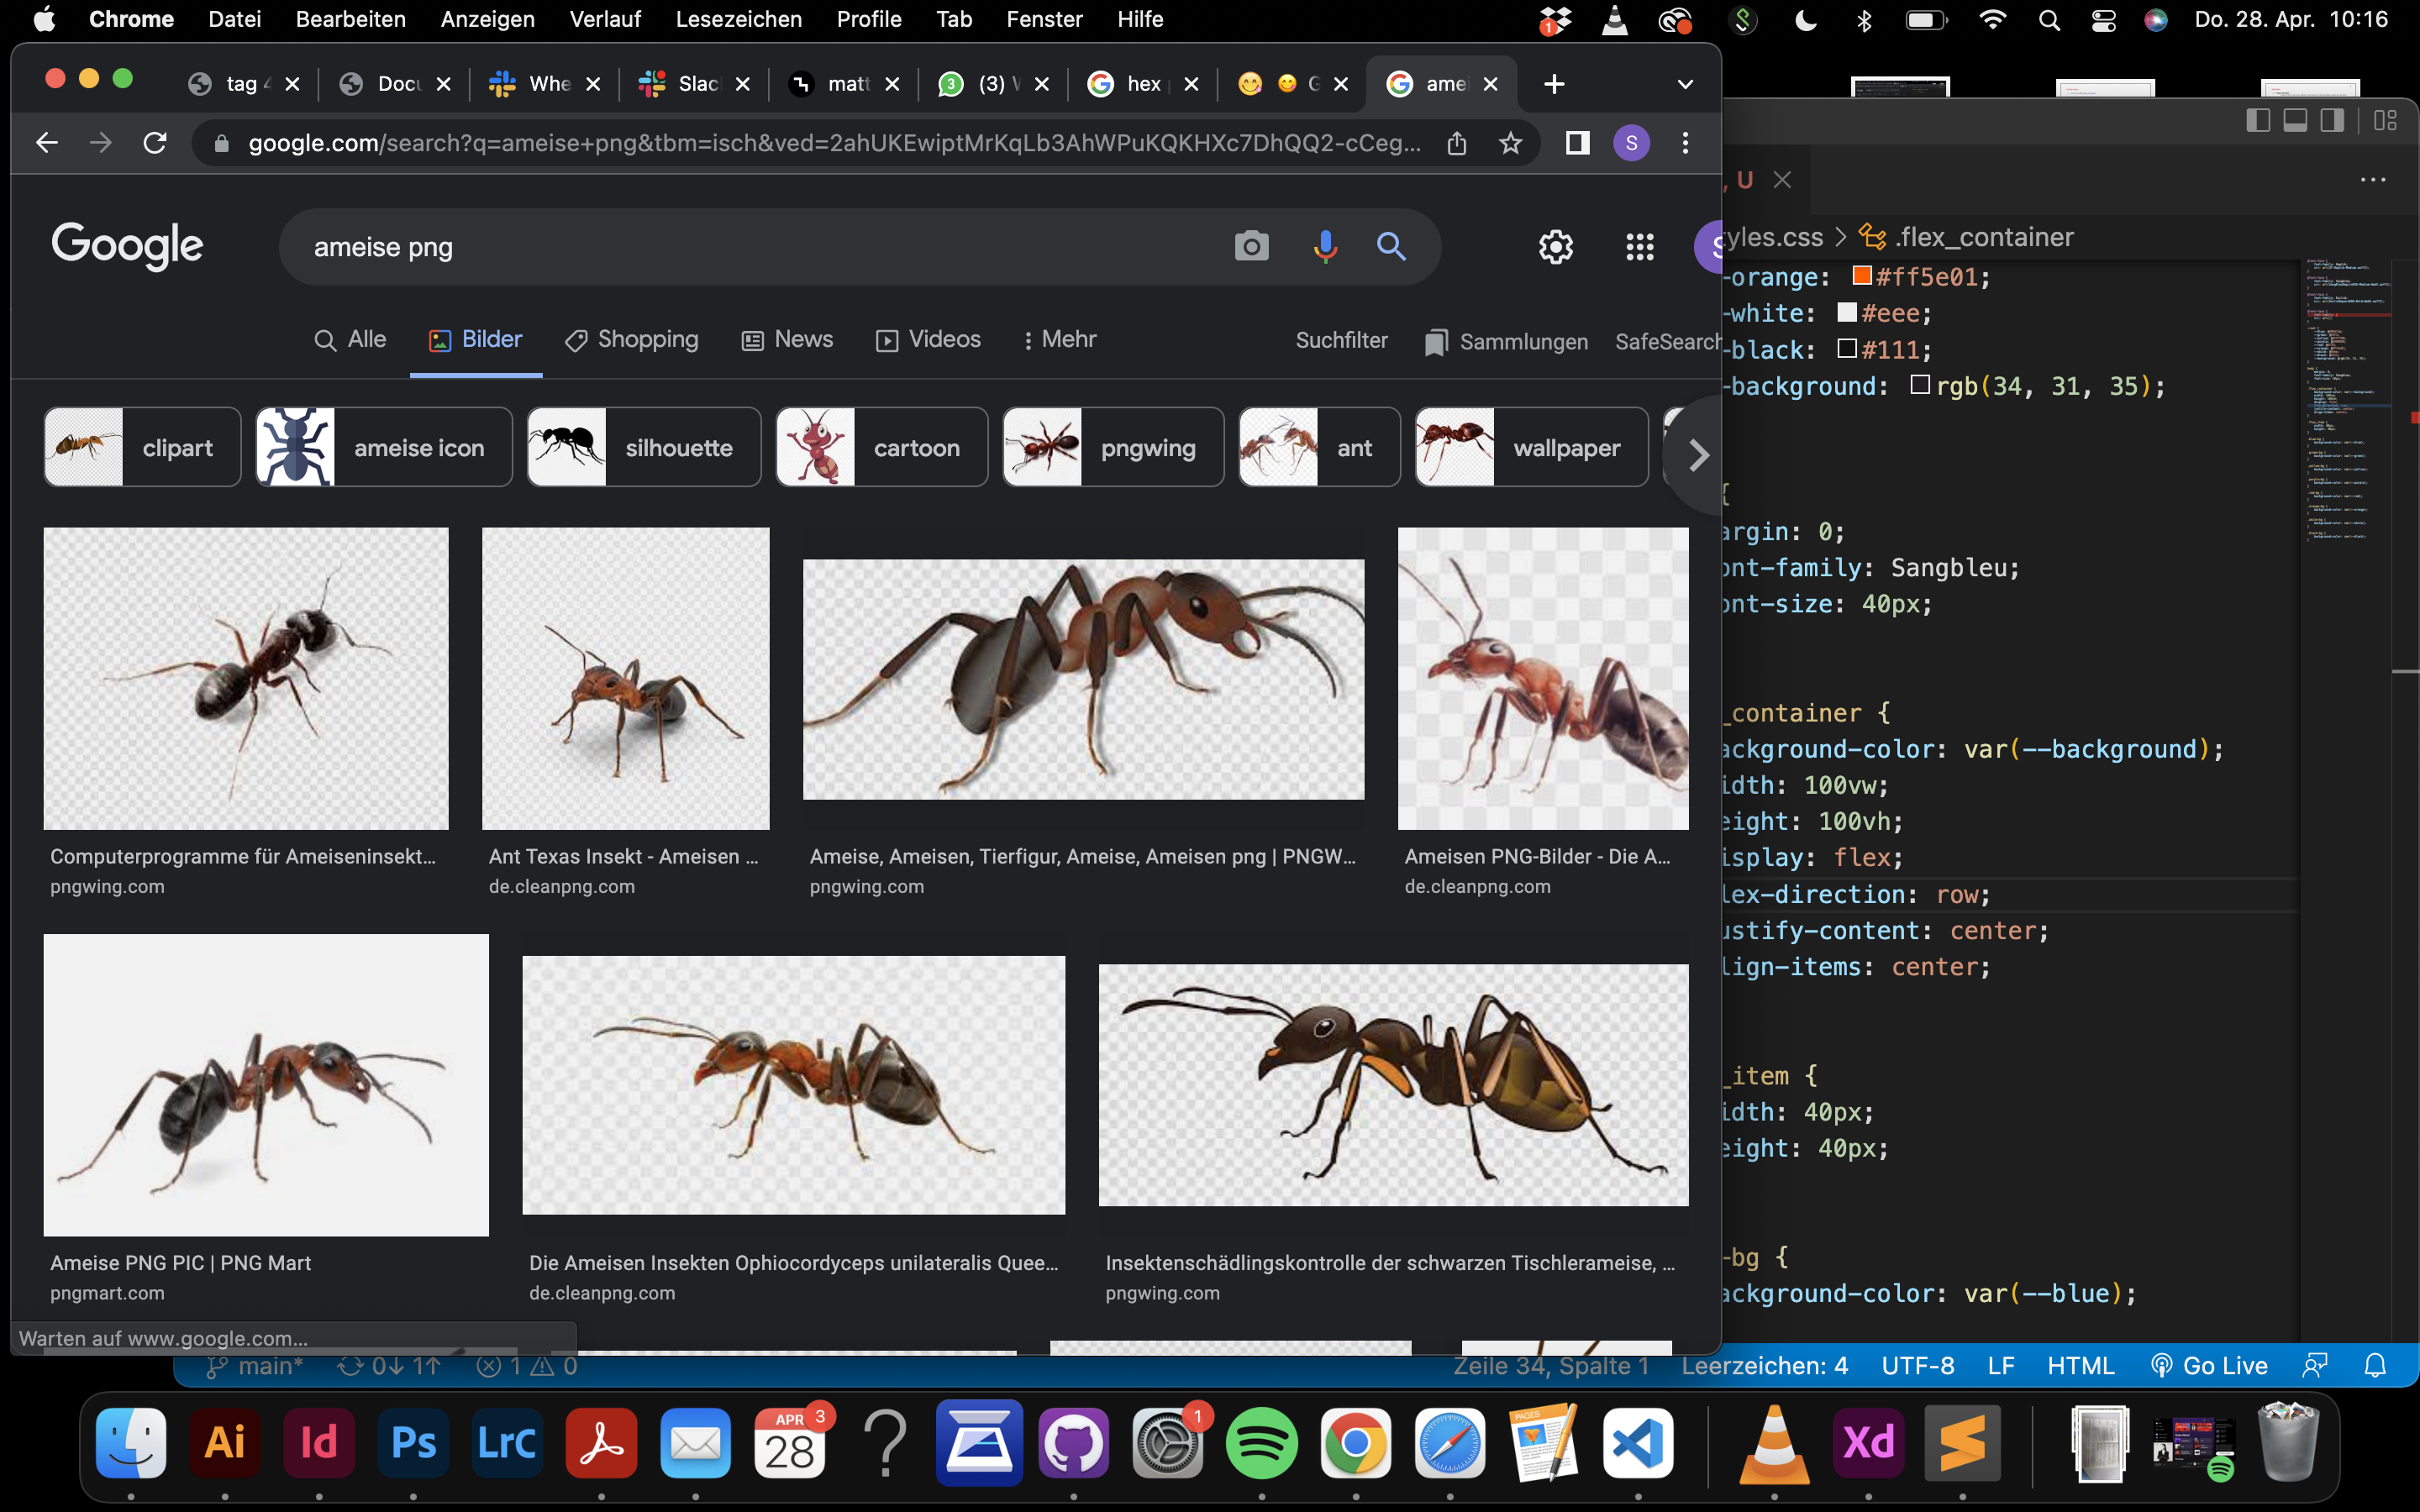 Chrome Datei Bearbeiten Anzeigen Verlauf Lesezeichen Profile Tab Fenster Hilfe
1
Do. 28. Apr. 10:16
tag 4
Docu
Whe
Slac
matt
3
(3) W
hex
G
amei
google.com/search?q=ameise+png&tbm=isch&ved=2ahUKEwiptMrKqLb3AhWPuKQKHXc7DhQQ2-cCeg...
S
Google
ameise png
Alle Bilder Shopping News Videos Mehr Suchfilter Sammlungen SafeSearch
clipart
ameise icon
silhouette
cartoon
pngwing
ant
wallpaper
Computerprogramme für Ameiseninsekt...
pngwing.com
Ant Texas Insekt - Ameisen ...
de.cleanpng.com
Ameise, Ameisen, Tierfigur, Ameise, Ameisen png | PNGW...
pngwing.com
Ameisen PNG-Bilder - Die A...
de.cleanpng.com
Ameise PNG PIC | PNG Mart
pngmart.com
Die Ameisen Insekten Ophiocordyceps unilateralis Quee...
de.cleanpng.com
Insektenschädlingskontrolle der schwarzen Tischlerameise, ...
pngwing.com
Warten auf www.google.com...
, U
yles.css > .flex_container
-orange: #ff5e01;
-white: #eee;
-black: #111;
-background: rgb(34, 31, 35);
{
argin: 0;
ont-family: Sangbleu;
ont-size: 40px;
_container {
ackground-color: var(--background);
idth: 100vw;
eight: 100vh;
isplay: flex;
lex-direction: row;
ustify-content: center;
lign-items: center;
_item {
idth: 40px;
eight: 40px;
-bg {
ackground-color: var(--blue);
main* 0↓ 1↑ 1 0
Zeile 34, Spalte 1 Leerzeichen: 4 UTF-8 LF HTML Go Live
Ai
Id
Ps
LrC
APR
28
3
?
1
PAGES
Xd